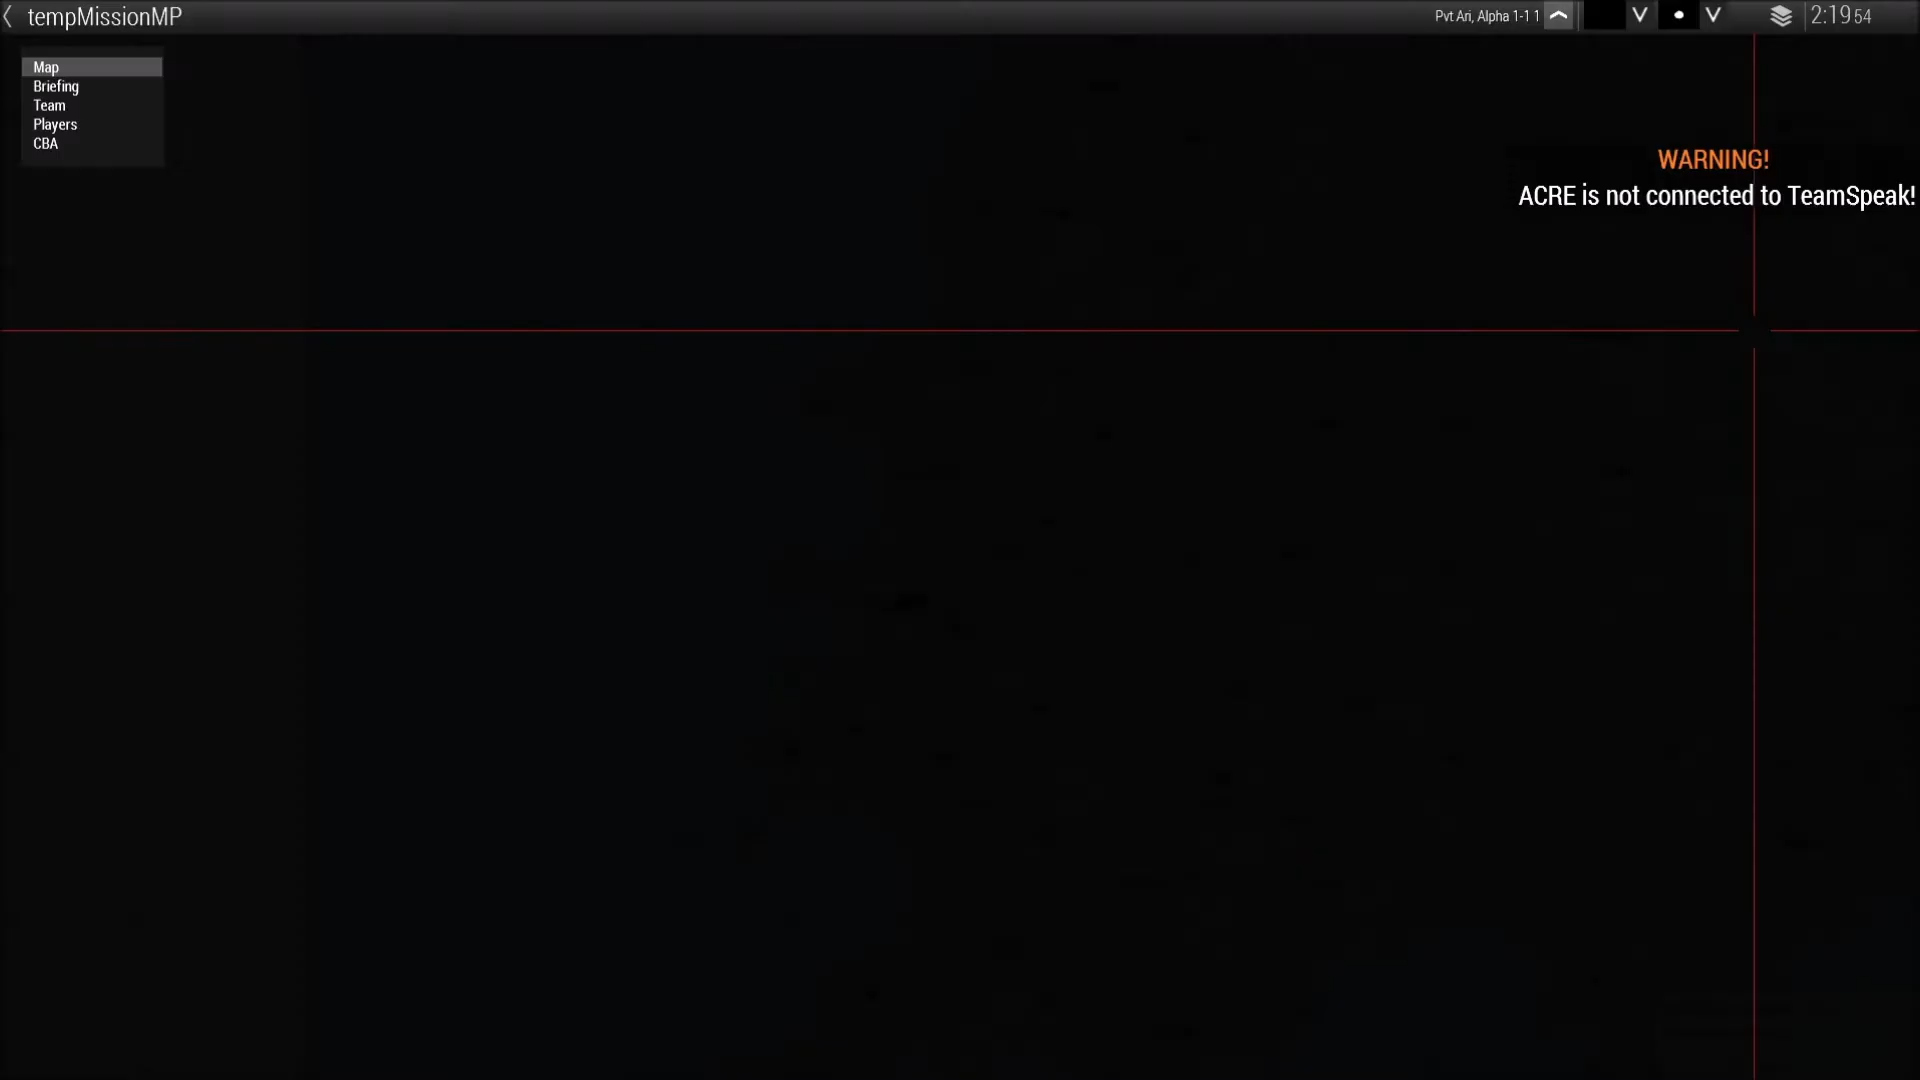 tempMissionMP
Pvt Ari, Alpha 1-1 1
2:19 54
Map
Briefing
Team
Players
CBA
WARNING!
ACRE is not connected to TeamSpeak!